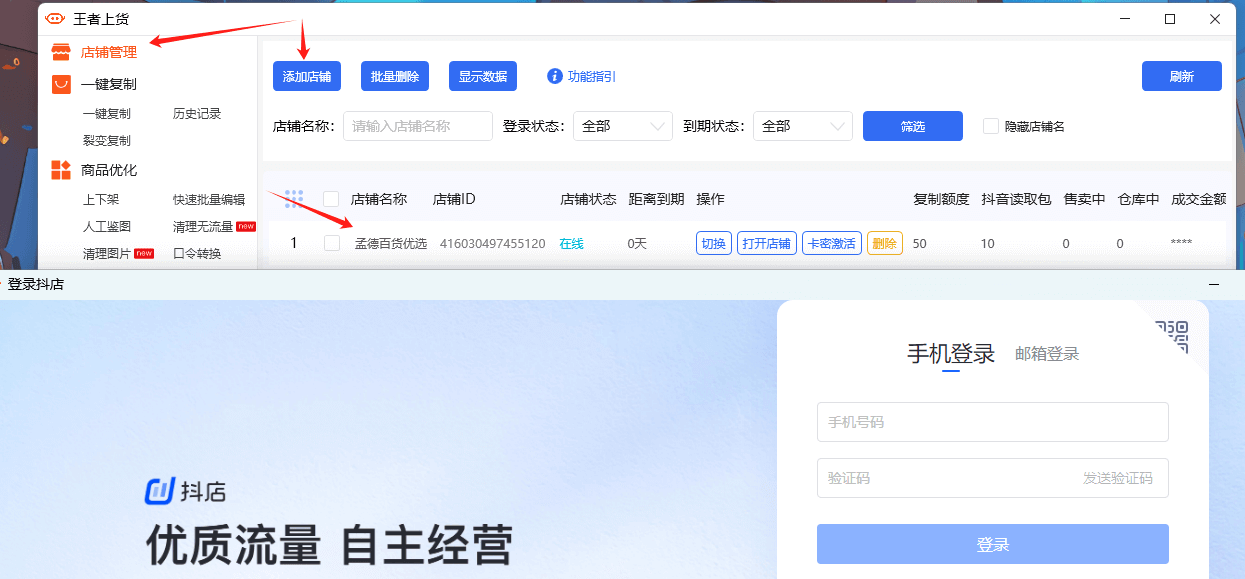 王者上货
店铺管理
一键复制
一键复制 历史记录
裂变复制
商品优化
上下架 快速批量编辑
人工鉴图 清理无流量 new
清理图片 new 口令转换
添加店铺 批量删除 显示数据 功能指引 刷新
店铺名称: 请输入店铺名称 登录状态: 全部 到期状态: 全部 筛选 隐藏店铺名
店铺名称 店铺ID 店铺状态 距离到期 操作 复制额度 抖音读取包 售卖中 仓库中 成交金额
1 孟德百货优选 416030497455120 在线 0天 切换 打开店铺 卡密激活 删除 50 10 0 0 ****
登录抖店
手机登录 邮箱登录
手机号码
验证码 发送验证码
登录
抖店
优质流量 自主经营